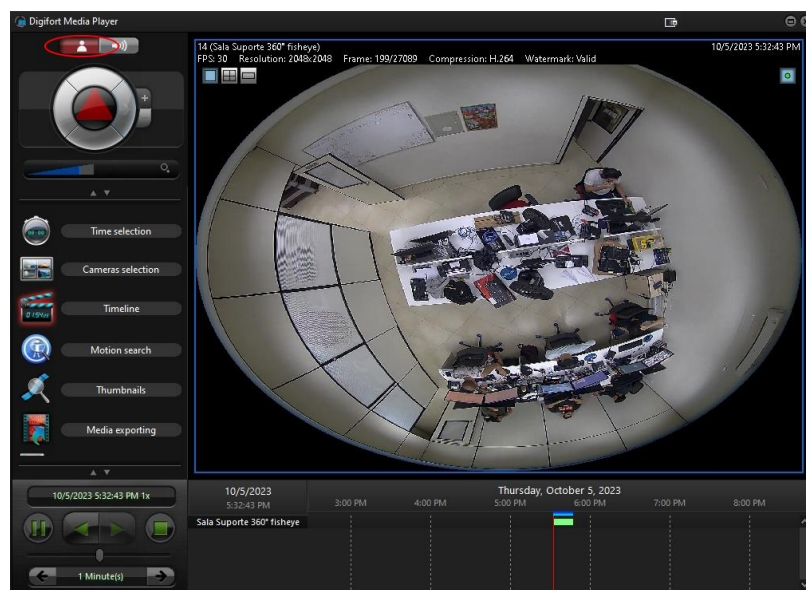 Digifort Media Player
14 (Sala Suporte 360° fisheye)
10/5/2023 5:32:43 PM
FPS: 30 Resolution: 2048x2048 Frame: 199/27089 Compression: H.264 Watermark: Valid
Time selection
Cameras selection
Timeline
Motion search
Thumbnails
Media exporting
10/5/2023 5:32:43 PM 1x
1 Minute(s)
10/5/2023
5:32:43 PM
Thursday, October 5, 2023
3:00 PM 4:00 PM 5:00 PM 6:00 PM 7:00 PM 8:00 PM
Sala Suporte 360° fisheye